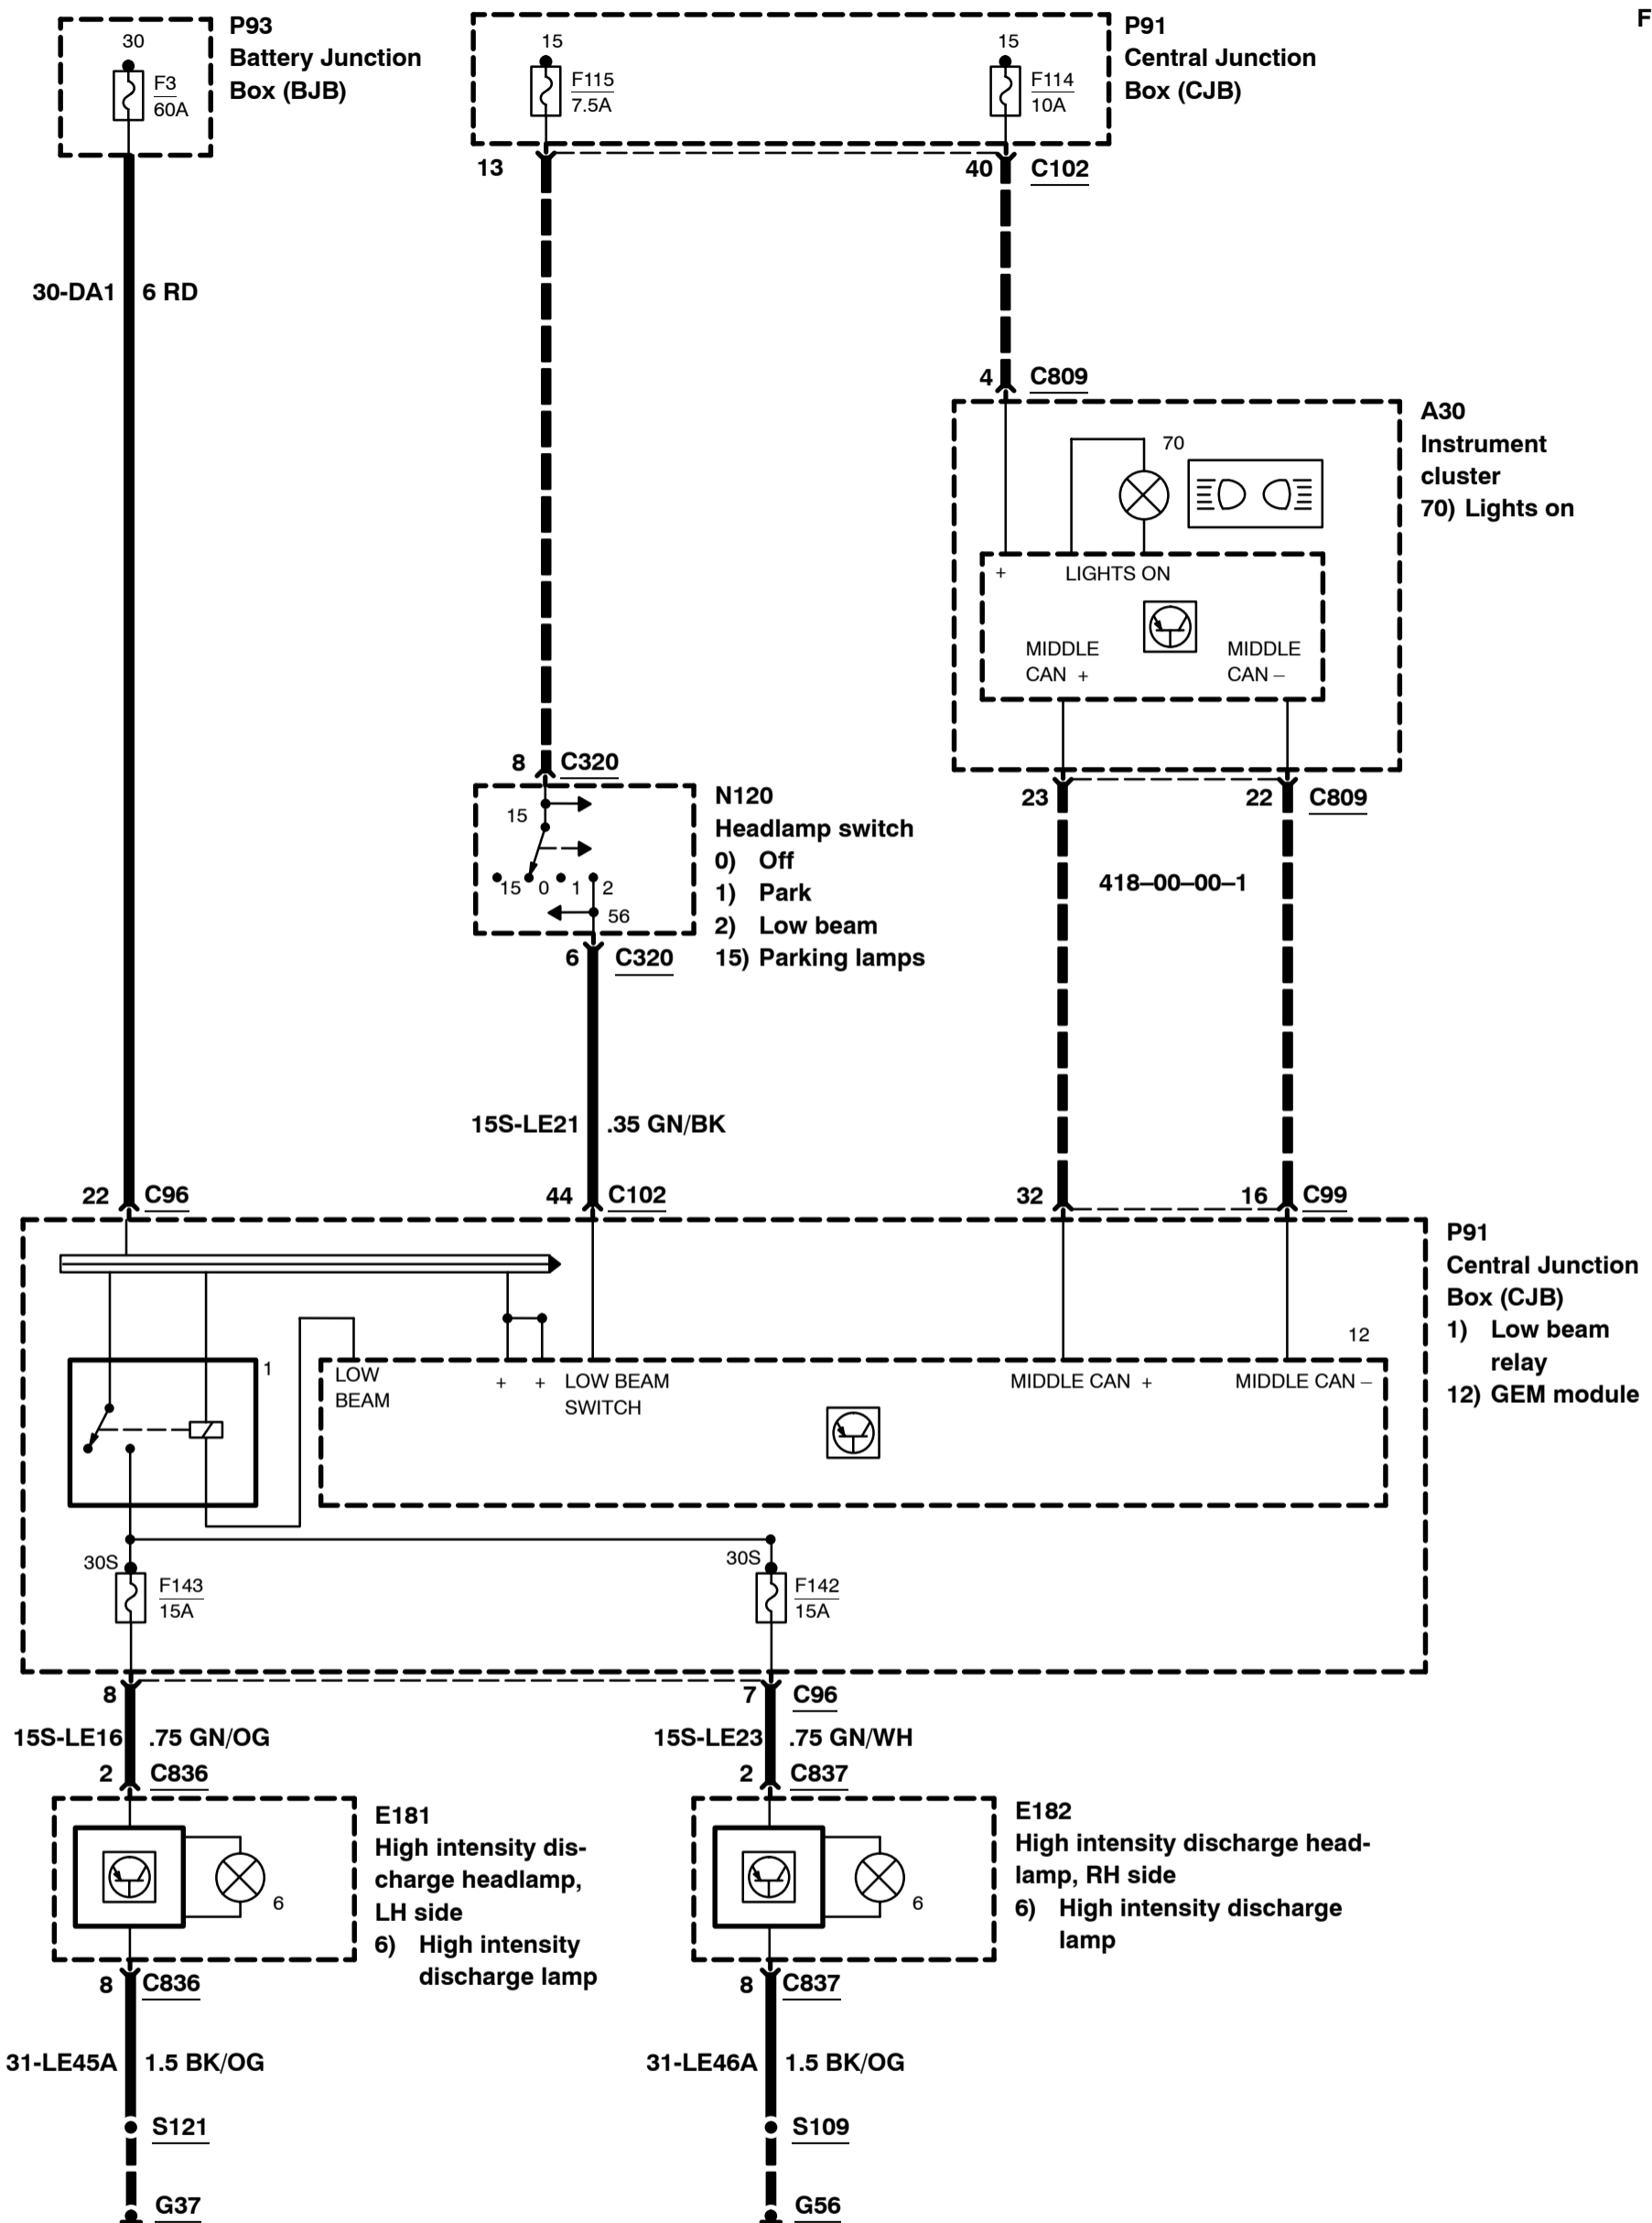 F
30
F3
60A
P93
Battery Junction
Box (BJB)
15
F115
7.5A
15
F114
10A
P91
Central Junction
Box (CJB)
13
40
C102
30-DA1
6 RD
4
C809
A30
Instrument
cluster
70) Lights on
70
+
LIGHTS ON
MIDDLE
CAN +
MIDDLE
CAN –
8
C320
N120
Headlamp switch
0) Off
1) Park
2) Low beam
15) Parking lamps
15
15
0
1
2
56
6
C320
23
22
C809
418–00–00–1
15S-LE21
.35 GN/BK
22
C96
44
C102
32
16
C99
P91
Central Junction
Box (CJB)
1) Low beam
relay
12) GEM module
12
1
LOW
BEAM
+
+
LOW BEAM
SWITCH
MIDDLE CAN +
MIDDLE CAN –
30S
F143
15A
30S
F142
15A
8
7
C96
15S-LE16
.75 GN/OG
15S-LE23
.75 GN/WH
2
C836
2
C837
E181
High intensity dis-
charge headlamp,
LH side
6) High intensity
discharge lamp
6
E182
High intensity discharge head-
lamp, RH side
6) High intensity discharge
lamp
6
8
C836
8
C837
31-LE45A
1.5 BK/OG
31-LE46A
1.5 BK/OG
S121
S109
G37
G56